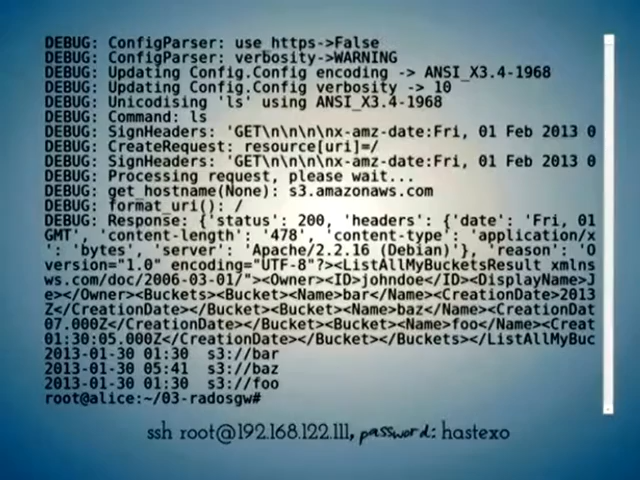 DEBUG: ConfigParser: use_https->False
DEBUG: ConfigParser: verbosity->WARNING
DEBUG: Updating Config.Config encoding -> ANSI_X3.4-1968
DEBUG: Updating Config.Config verbosity -> 10
DEBUG: Unicodising 'ls' using ANSI_X3.4-1968
DEBUG: Command: ls
DEBUG: SignHeaders: 'GET\n\n\n\nx-amz-date:Fri, 01 Feb 2013 0
DEBUG: CreateRequest: resource[uri]=/
DEBUG: SignHeaders: 'GET\n\n\n\nx-amz-date:Fri, 01 Feb 2013 0
DEBUG: Processing request, please wait...
DEBUG: get_hostname(None): s3.amazonaws.com
DEBUG: format_uri(): /
DEBUG: Response: {'status': 200, 'headers': {'date': 'Fri, 01
GMT', 'content-length': '478', 'content-type': 'application/x
': 'bytes', 'server': 'Apache/2.2.16 (Debian)'}, 'reason': 'O
version="1.0" encoding="UTF-8"?><ListAllMyBucketsResult xmlns
ws.com/doc/2006-03-01/"><Owner><ID>johndoe</ID><DisplayName>J
e></Owner><Buckets><Bucket><Name>bar</Name><CreationDate>2013
Z</CreationDate></Bucket><Bucket><Name>baz</Name><CreationDat
07.000Z</CreationDate></Bucket><Bucket><Name>foo</Name><Creat
01:30:05.000Z</CreationDate></Bucket></Buckets></ListAllMyBuc
2013-01-30 01:30  s3://bar
2013-01-30 05:41  s3://baz
2013-01-30 01:30  s3://foo
root@alice:~/03-radosgw#
ssh root@192.168.122.111, password: hastexo